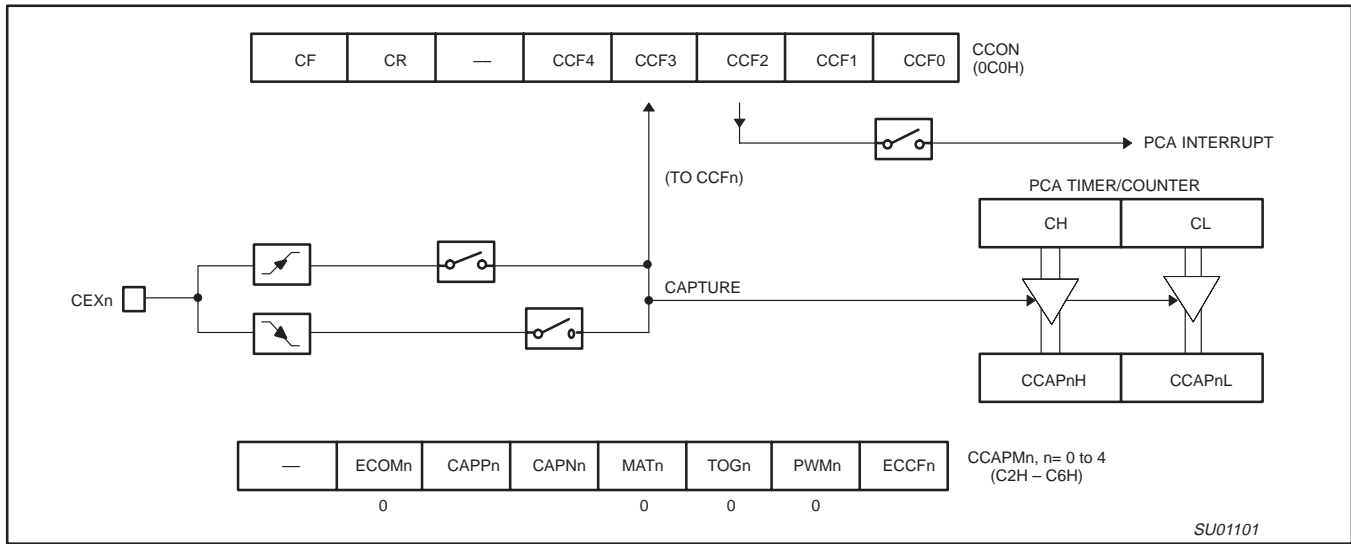 CF CR — CCF4 CCF3 CCF2 CCF1 CCF0
CCON
(0C0H)
PCA INTERRUPT
(TO CCFn)
PCA TIMER/COUNTER
CH CL
CEXn
CAPTURE
CCAPnH CCAPnL
— ECOMn CAPPn CAPNn MATn TOGn PWMn ECCFn
CCAPMn, n= 0 to 4
(C2H – C6H)
0 0 0 0
SU01101